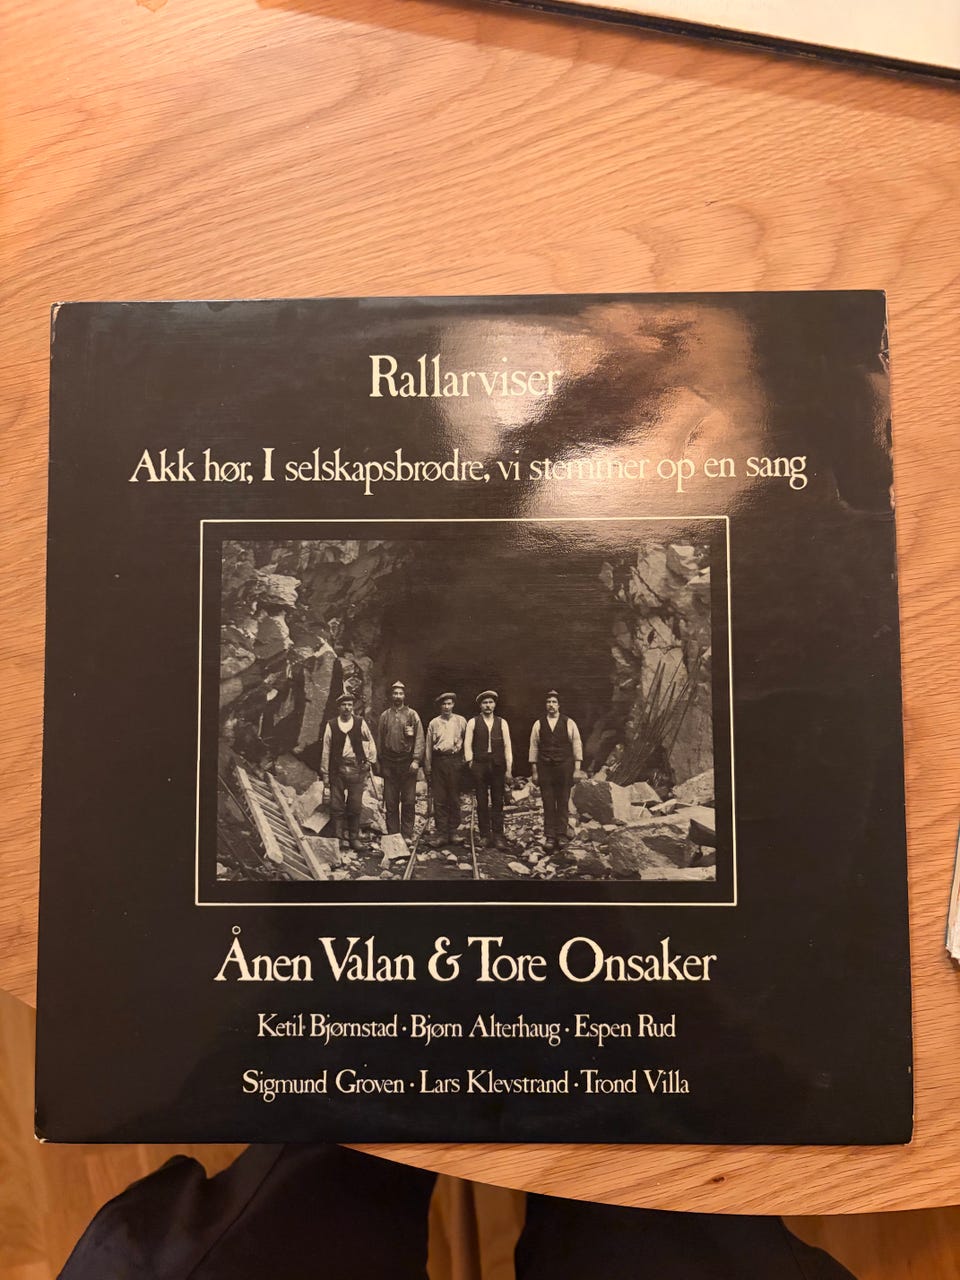 Rallarviser
Akk hør, I selskapsbrødre, vi stemmer op en sang
Ånen Valan & Tore Onsaker
Ketil Bjørnstad · Bjørn Alterhaug · Espen Rud
Sigmund Groven · Lars Klevstrand · Trond Villa